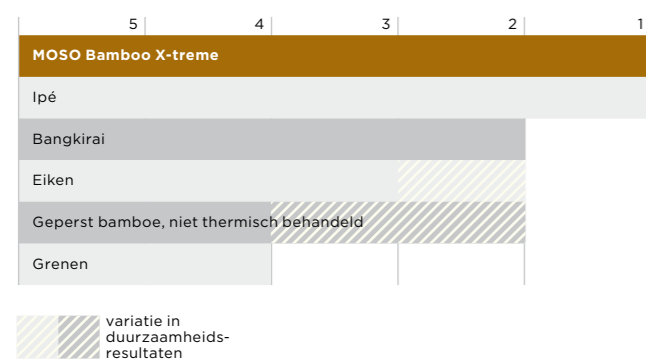 5 4 3 2 1
MOSO Bamboo X-treme
Ipé
Bangkirai
Eiken
Geperst bamboe, niet thermisch behandeld
Grenen
variatie in
duurzaamheids-
resultaten